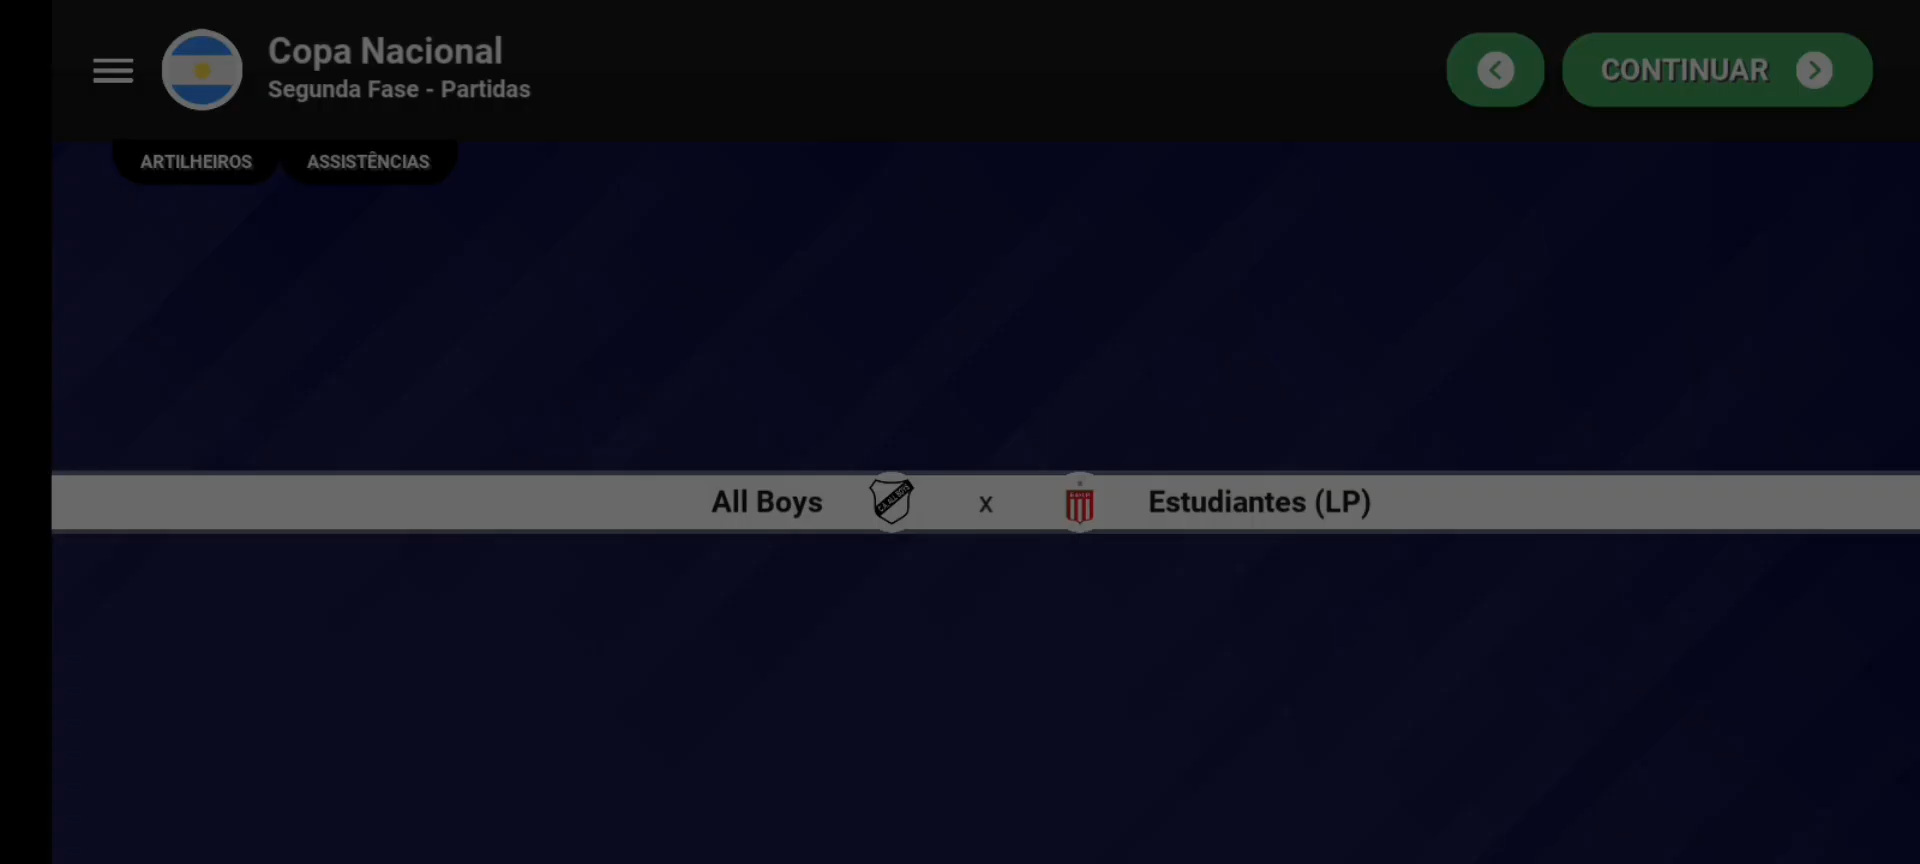 Copa Nacional
Segunda Fase - Partidas
CONTINUAR
ARTILHEIROS
ASSISTÊNCIAS
All Boys x Estudiantes (LP)